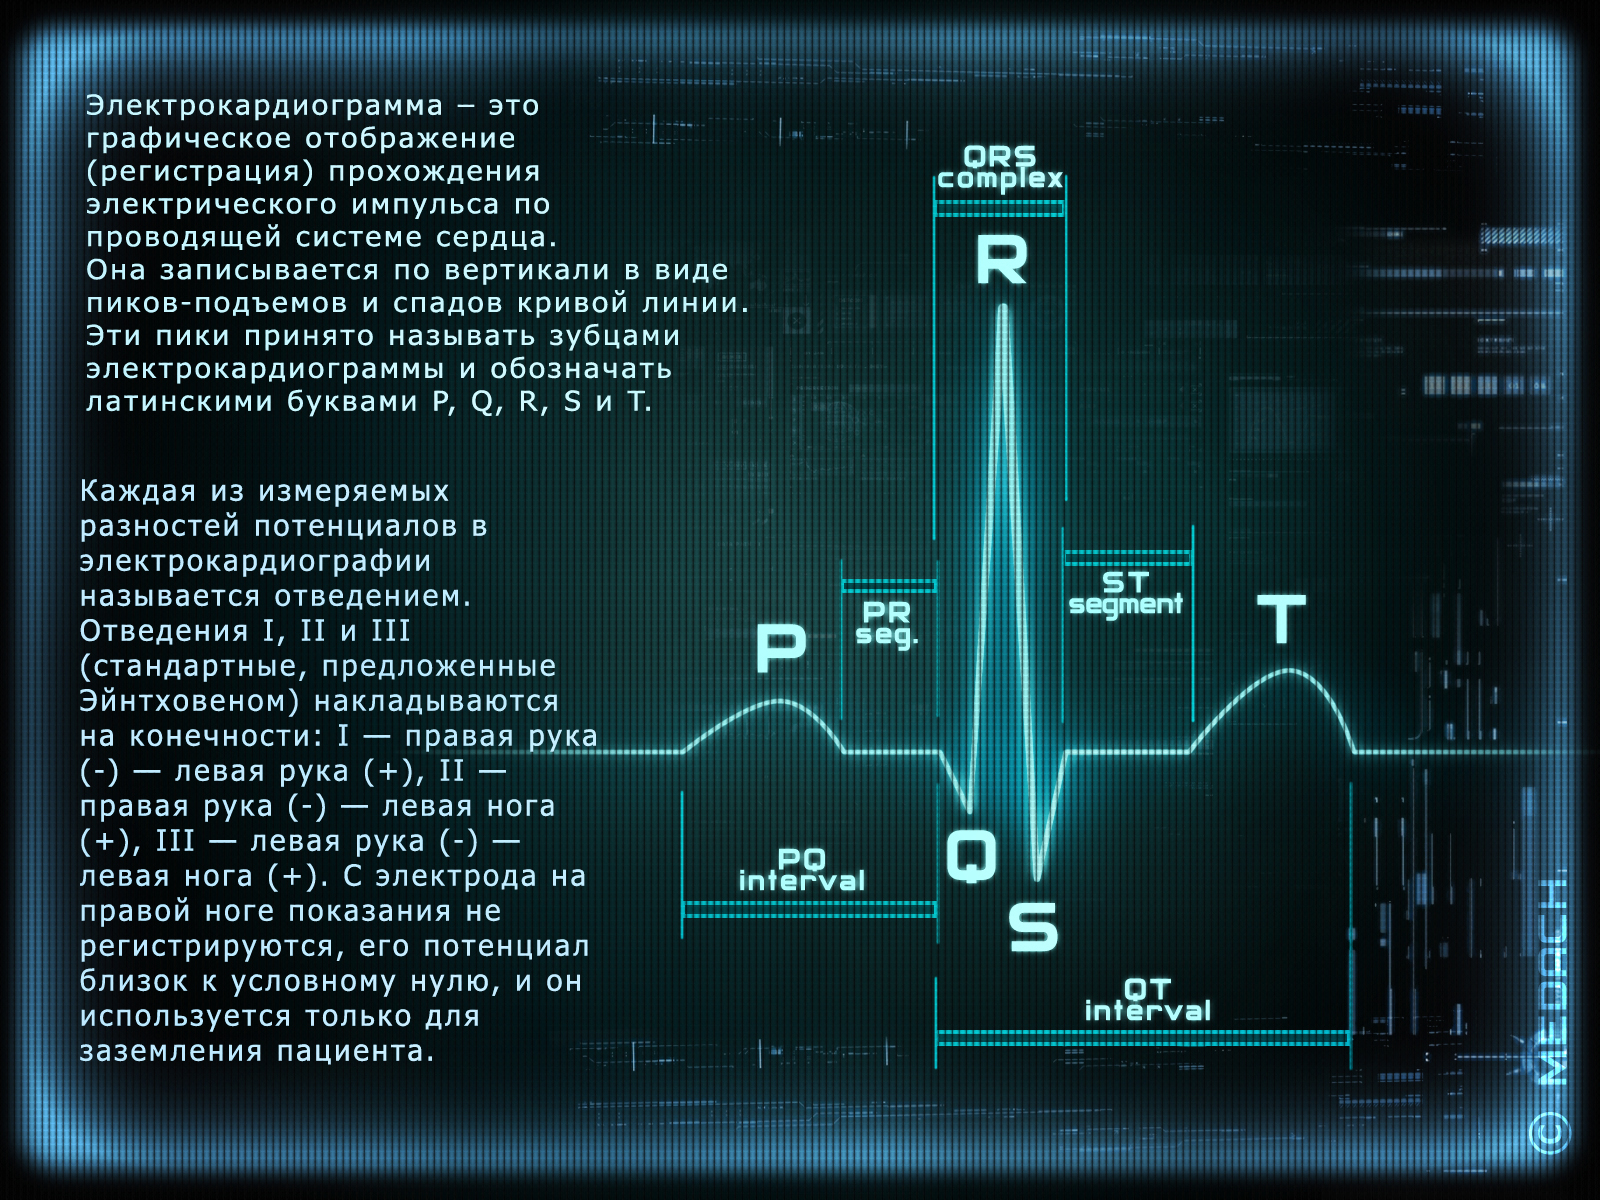 Электрокардиограмма – это
графическое отображение
(регистрация) прохождения
электрического импульса по
проводящей системе сердца.
Она записывается по вертикали в виде
пиков-подъемов и спадов кривой линии.
Эти пики принято называть зубцами
электрокардиограммы и обозначать
латинскими буквами P, Q, R, S и T.
Каждая из измеряемых
разностей потенциалов в
электрокардиографии
называется отведением.
Отведения I, II и III
(стандартные, предложенные
Эйнтховеном) накладываются
на конечности: I — правая рука
(-) — левая рука (+), II —
правая рука (-) — левая нога
(+), III — левая рука (-) —
левая нога (+). С электрода на
правой ноге показания не
регистрируются, его потенциал
близок к условному нулю, и он
используется только для
заземления пациента.
QRS
complex
R
PR
seg.
ST
segment
P
T
Q
S
PQ
interval
QT
interval
© MEDACH